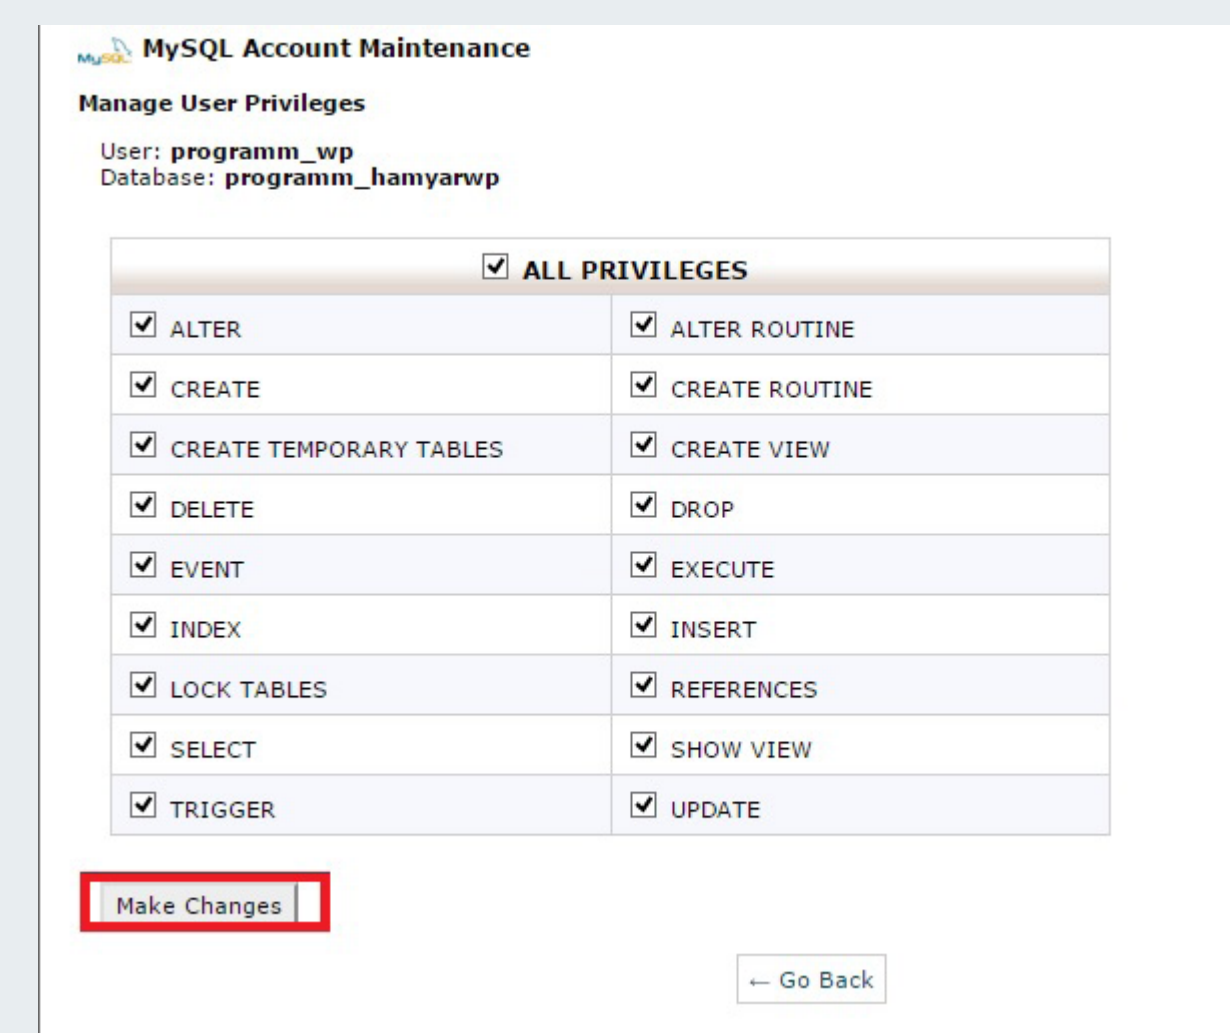 MySQL MySQL Account Maintenance
Manage User Privileges
User: programm_wp
Database: programm_hamyarwp
ALL PRIVILEGES
ALTER ALTER ROUTINE
CREATE CREATE ROUTINE
CREATE TEMPORARY TABLES CREATE VIEW
DELETE DROP
EVENT EXECUTE
INDEX INSERT
LOCK TABLES REFERENCES
SELECT SHOW VIEW
TRIGGER UPDATE
Make Changes
← Go Back